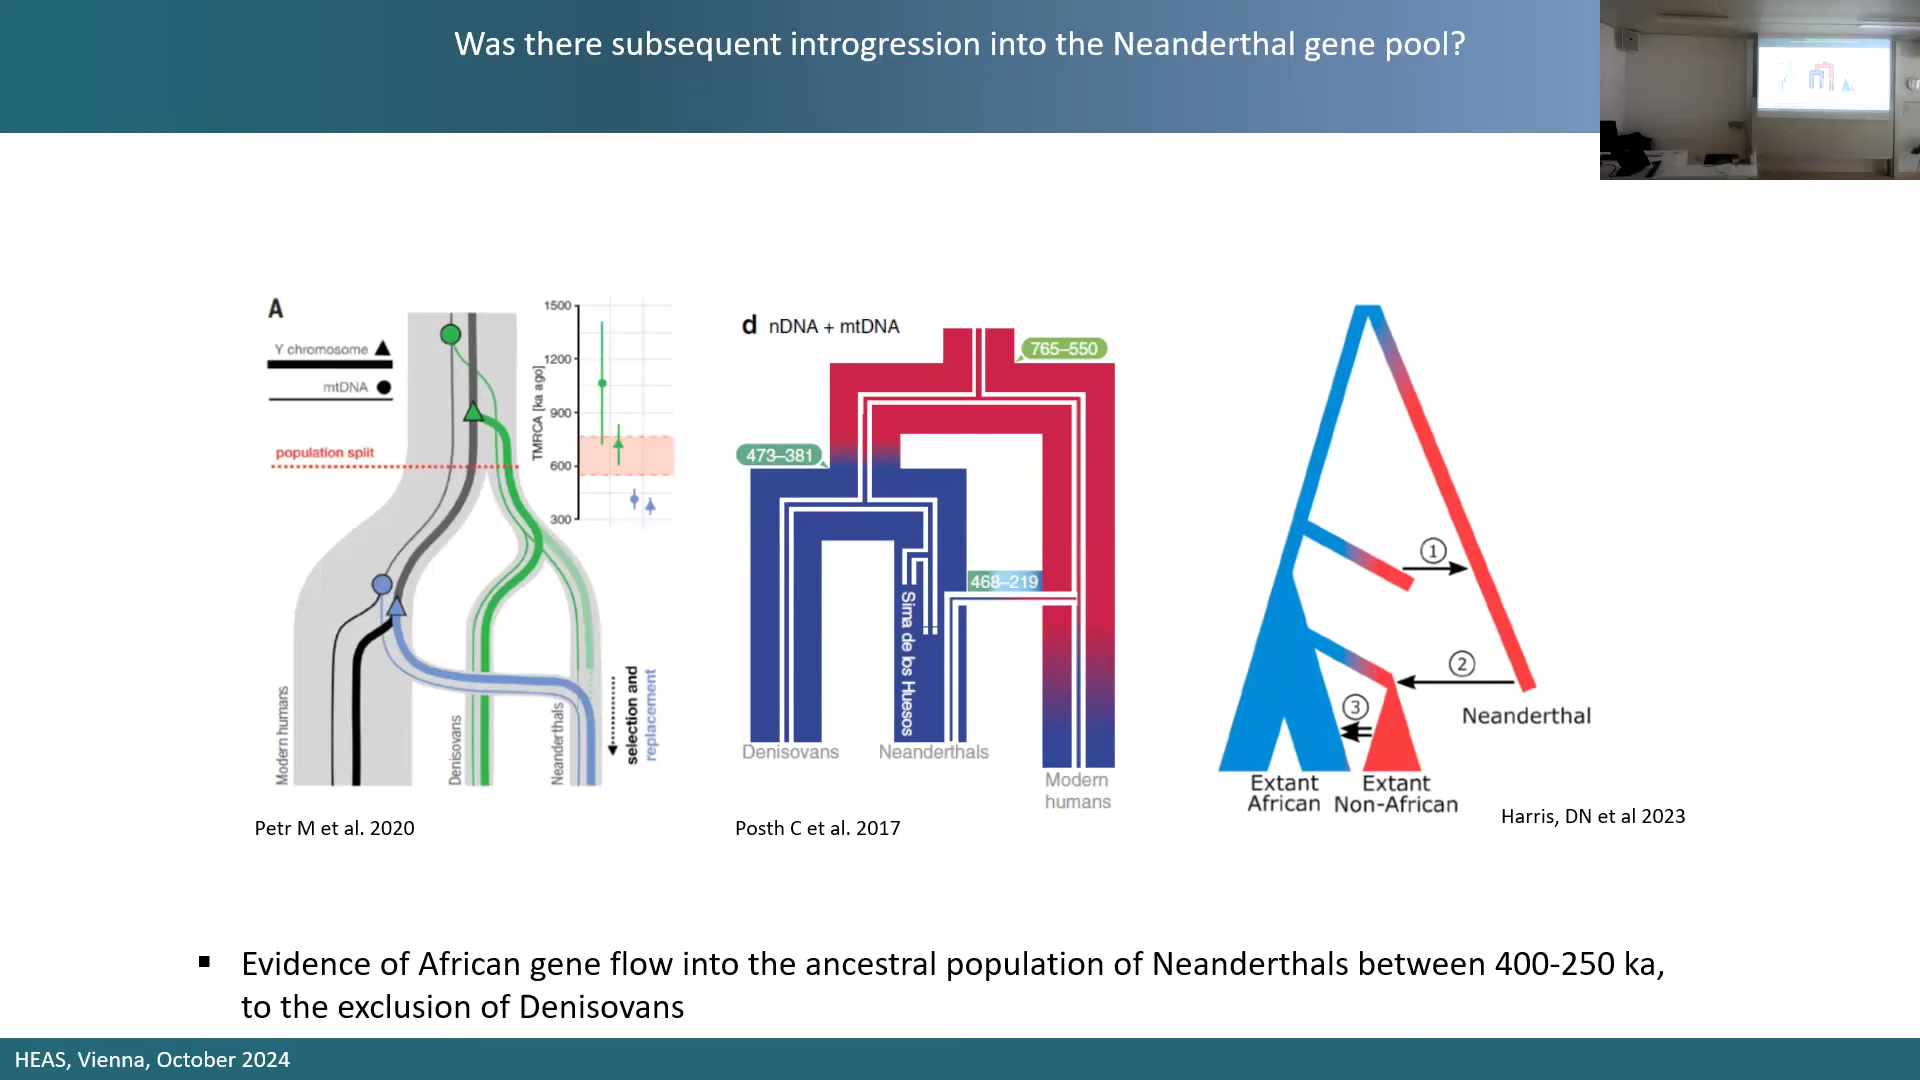 Was there subsequent introgression into the Neanderthal gene pool?
A
Y chromosome
mtDNA
population split
TMRCA [ka ago]
1500
1200
900
600
300
Modern humans
Denisovans
Neanderthals
selection and
replacement
Petr M et al. 2020
d nDNA + mtDNA
765–550
473–381
468–219
Sima de los Huesos
Denisovans
Neanderthals
Modern
humans
Posth C et al. 2017
1
2
3
Neanderthal
Extant
African
Extant
Non-African
Harris, DN et al 2023
▪ Evidence of African gene flow into the ancestral population of Neanderthals between 400-250 ka,
to the exclusion of Denisovans
HEAS, Vienna, October 2024